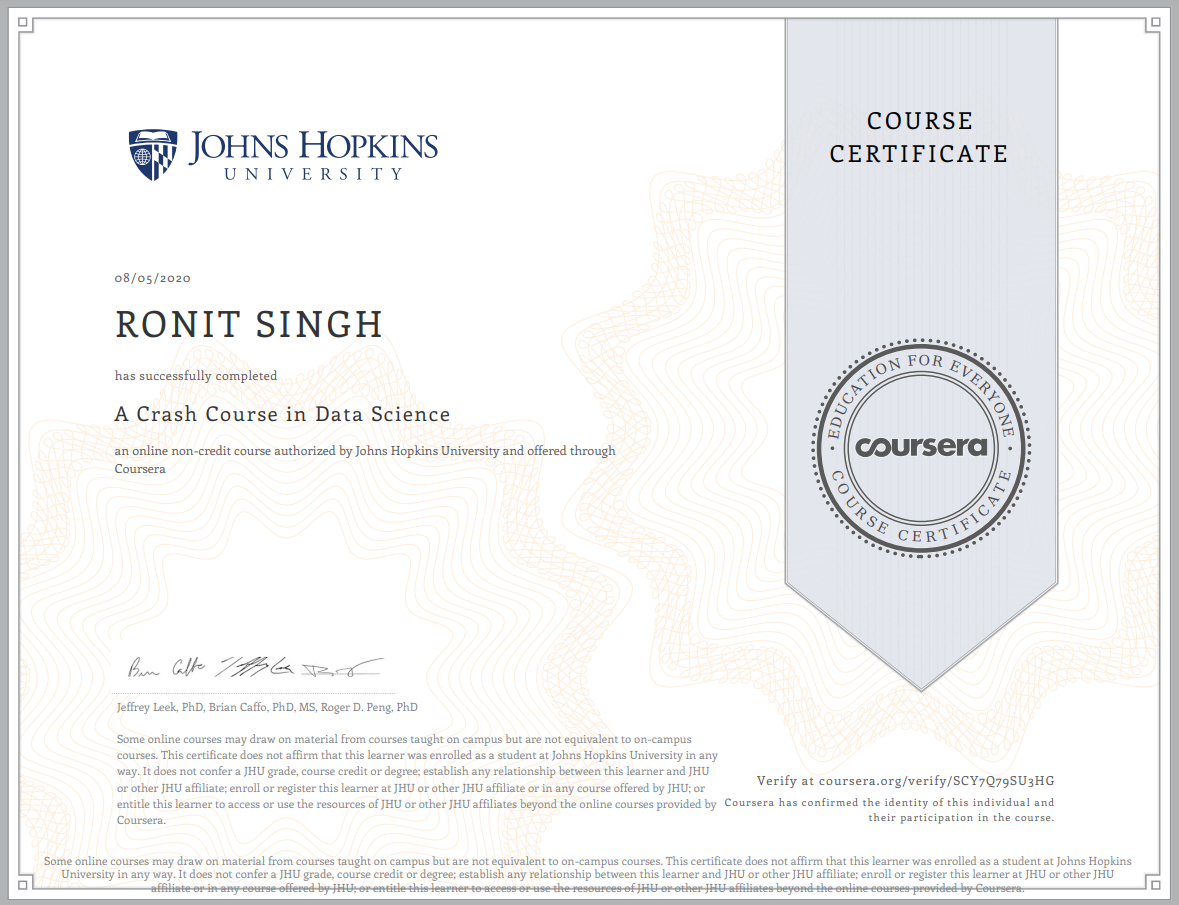 JOHNS HOPKINS
UNIVERSITY
COURSE
CERTIFICATE
08/05/2020
RONIT SINGH
has successfully completed
A Crash Course in Data Science
an online non-credit course authorized by Johns Hopkins University and offered through
Coursera
EDUCATION FOR EVERYONE
coursera
COURSE CERTIFICATE
Jeffrey Leek, PhD, Brian Caffo, PhD, MS, Roger D. Peng, PhD
Some online courses may draw on material from courses taught on campus but are not equivalent to on-campus
courses. This certificate does not affirm that this learner was enrolled as a student at Johns Hopkins University in any
way. It does not confer a JHU grade, course credit or degree; establish any relationship between this learner and JHU
or other JHU affiliate; enroll or register this learner at JHU or other JHU affiliate or in any course offered by JHU; or
entitle this learner to access or use the resources of JHU or other JHU affiliates beyond the online courses provided by
Coursera.
Verify at coursera.org/verify/SCY7Q79SU3HG
Coursera has confirmed the identity of this individual and
their participation in the course.
Some online courses may draw on material from courses taught on campus but are not equivalent to on-campus courses. This certificate does not affirm that this learner was enrolled as a student at Johns Hopkins
University in any way. It does not confer a JHU grade, course credit or degree; establish any relationship between this learner and JHU or other JHU affiliate; enroll or register this learner at JHU or other JHU
affiliate or in any course offered by JHU; or entitle this learner to access or use the resources of JHU or other JHU affiliates beyond the online courses provided by Coursera.